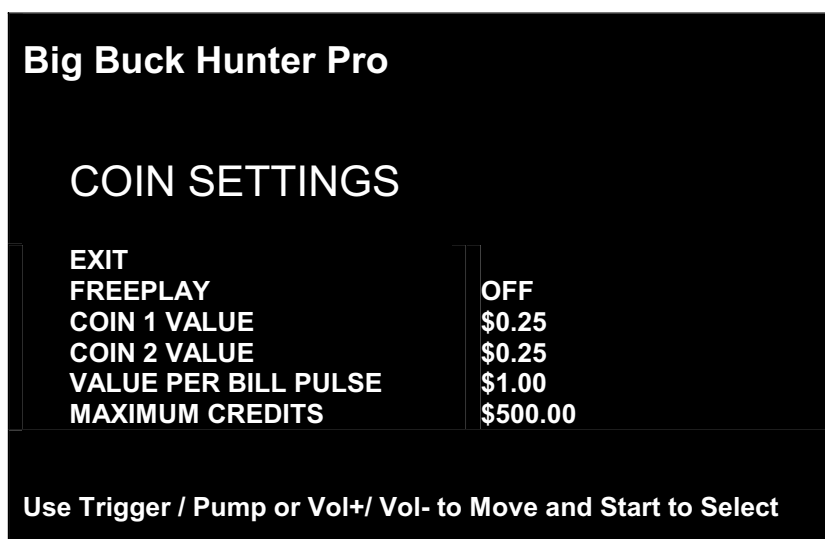 Big Buck Hunter Pro
COIN SETTINGS
EXIT
FREEPLAY OFF
COIN 1 VALUE $0.25
COIN 2 VALUE $0.25
VALUE PER BILL PULSE $1.00
MAXIMUM CREDITS $500.00
Use Trigger / Pump or Vol+/ Vol- to Move and Start to Select